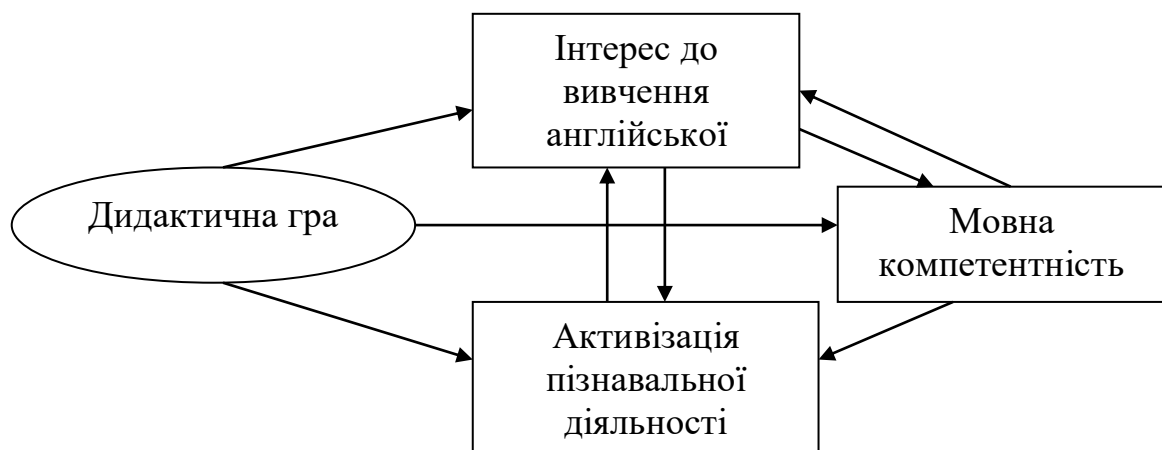 Інтерес до
вивчення
англійської
Дидактична гра
Мовна
компетентність
Активізація
пізнавальної
діяльності